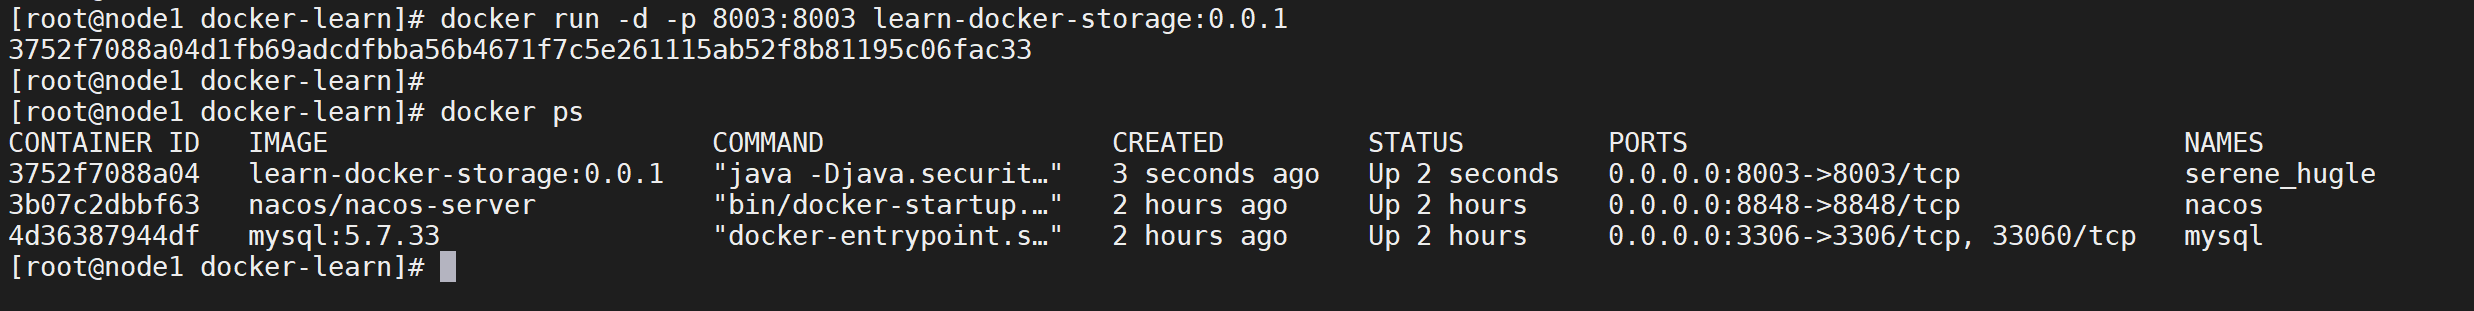 [root@node1 docker-learn]# docker run -d -p 8003:8003 learn-docker-storage:0.0.1
3752f7088a04d1fb69adcdfbba56b4671f7c5e261115ab52f8b81195c06fac33
[root@node1 docker-learn]#
[root@node1 docker-learn]# docker ps
CONTAINER ID   IMAGE                        COMMAND                  CREATED         STATUS         PORTS                               NAMES
3752f7088a04   learn-docker-storage:0.0.1   "java -Djava.securit…"   3 seconds ago   Up 2 seconds   0.0.0.0:8003->8003/tcp              serene_hugle
3b07c2dbbf63   nacos/nacos-server           "bin/docker-startup.…"   2 hours ago     Up 2 hours     0.0.0.0:8848->8848/tcp              nacos
4d36387944df   mysql:5.7.33                 "docker-entrypoint.s…"   2 hours ago     Up 2 hours     0.0.0.0:3306->3306/tcp, 33060/tcp   mysql
[root@node1 docker-learn]#